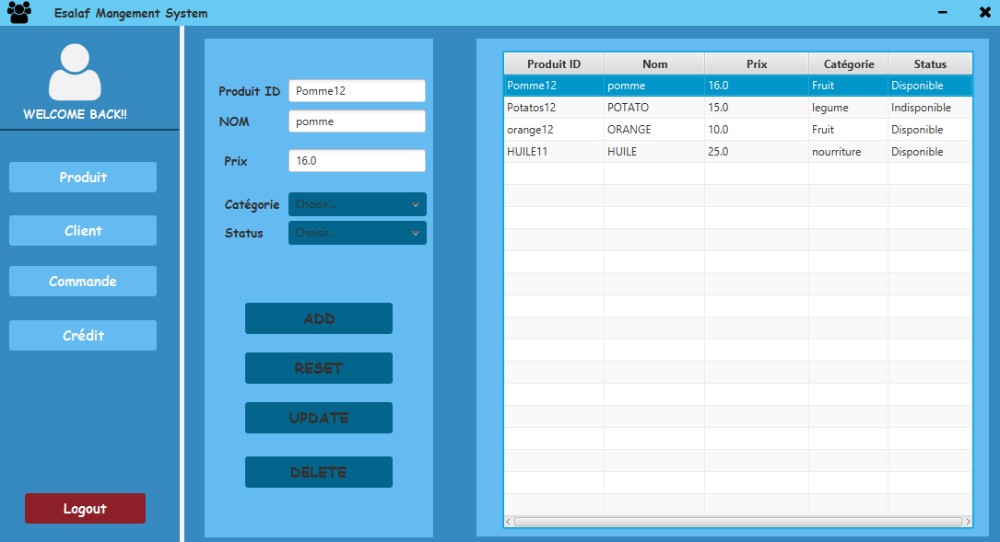 Esalaf Mangement System
WELCOME BACK!!
Produit
Client
Commande
Crédit
Logout
Produit ID Pomme12
NOM pomme
Prix 16.0
Catégorie Choisir...
Status Choisir...
ADD
RESET
UPDATE
DELETE
Produit ID Nom Prix Catégorie Status
Pomme12 pomme 16.0 Fruit Disponible
Potatos12 POTATO 15.0 legume Indisponible
orange12 ORANGE 10.0 Fruit Disponible
HUILE11 HUILE 25.0 nourriture Disponible